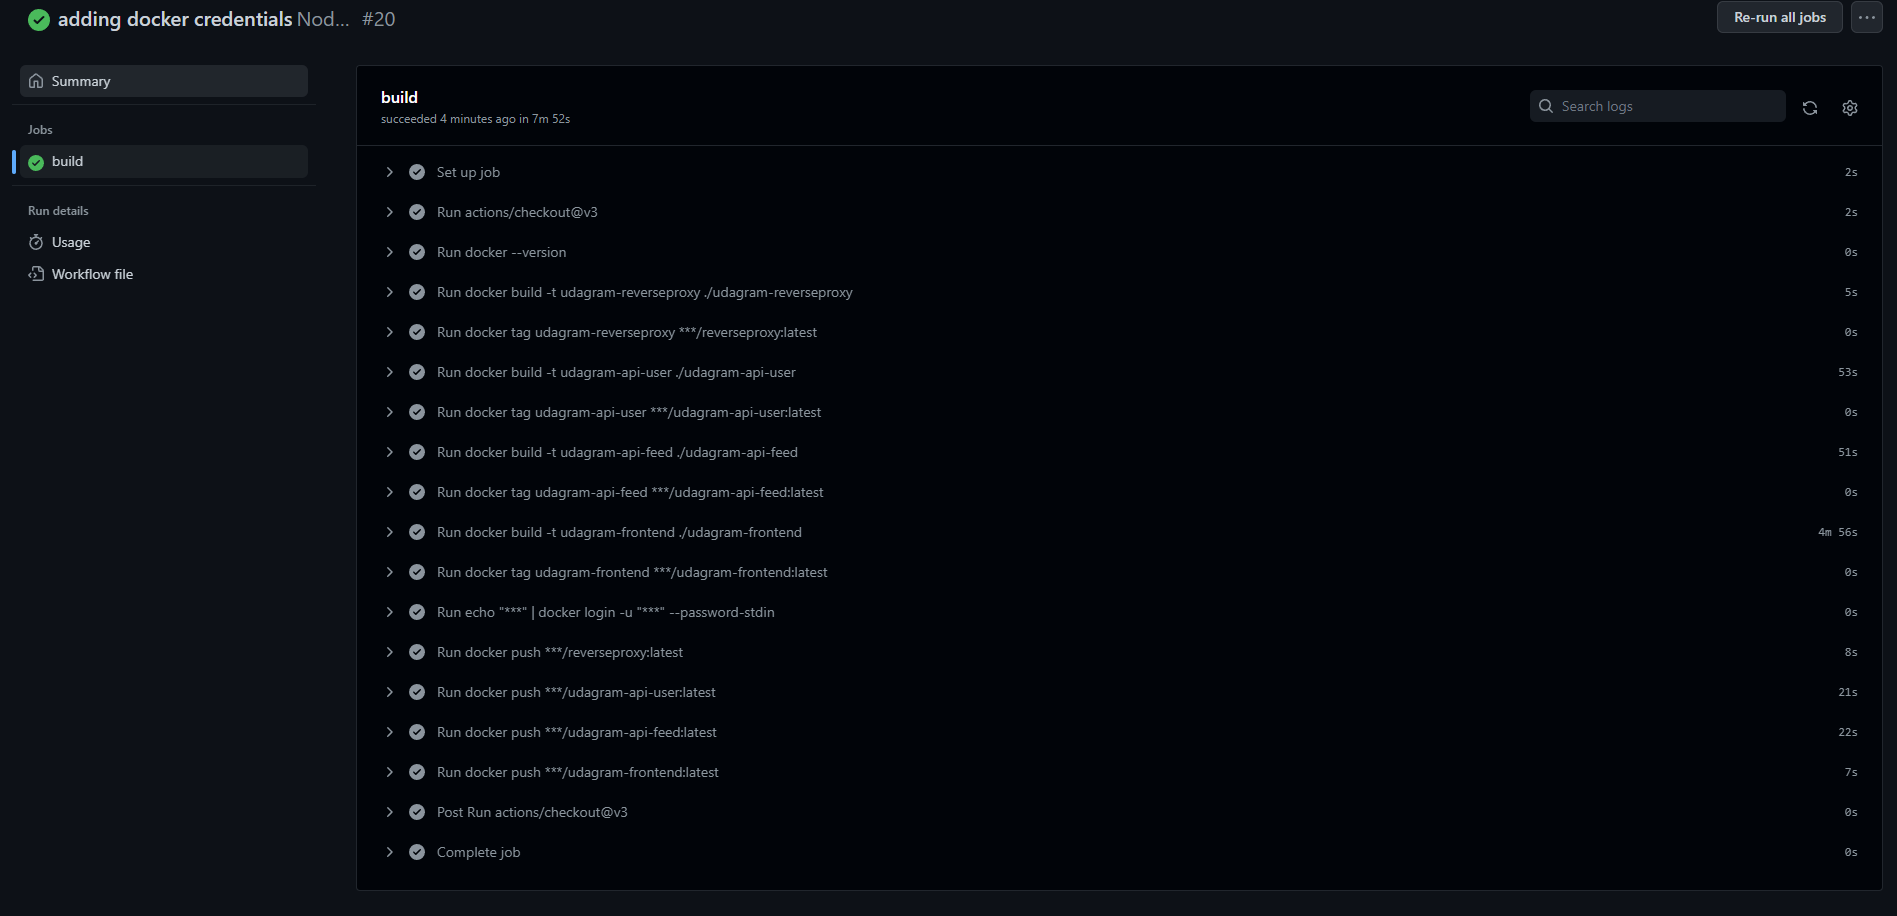 adding docker credentials Nod... #20
Re-run all jobs
Summary
Jobs
build
Run details
Usage
Workflow file
build
succeeded 4 minutes ago in 7m 52s
Search logs
Set up job 2s
Run actions/checkout@v3 2s
Run docker --version 0s
Run docker build -t udagram-reverseproxy ./udagram-reverseproxy 5s
Run docker tag udagram-reverseproxy ***/reverseproxy:latest 0s
Run docker build -t udagram-api-user ./udagram-api-user 53s
Run docker tag udagram-api-user ***/udagram-api-user:latest 0s
Run docker build -t udagram-api-feed ./udagram-api-feed 51s
Run docker tag udagram-api-feed ***/udagram-api-feed:latest 0s
Run docker build -t udagram-frontend ./udagram-frontend 4m 56s
Run docker tag udagram-frontend ***/udagram-frontend:latest 0s
Run echo "***" | docker login -u "***" --password-stdin 0s
Run docker push ***/reverseproxy:latest 8s
Run docker push ***/udagram-api-user:latest 21s
Run docker push ***/udagram-api-feed:latest 22s
Run docker push ***/udagram-frontend:latest 7s
Post Run actions/checkout@v3 0s
Complete job 0s